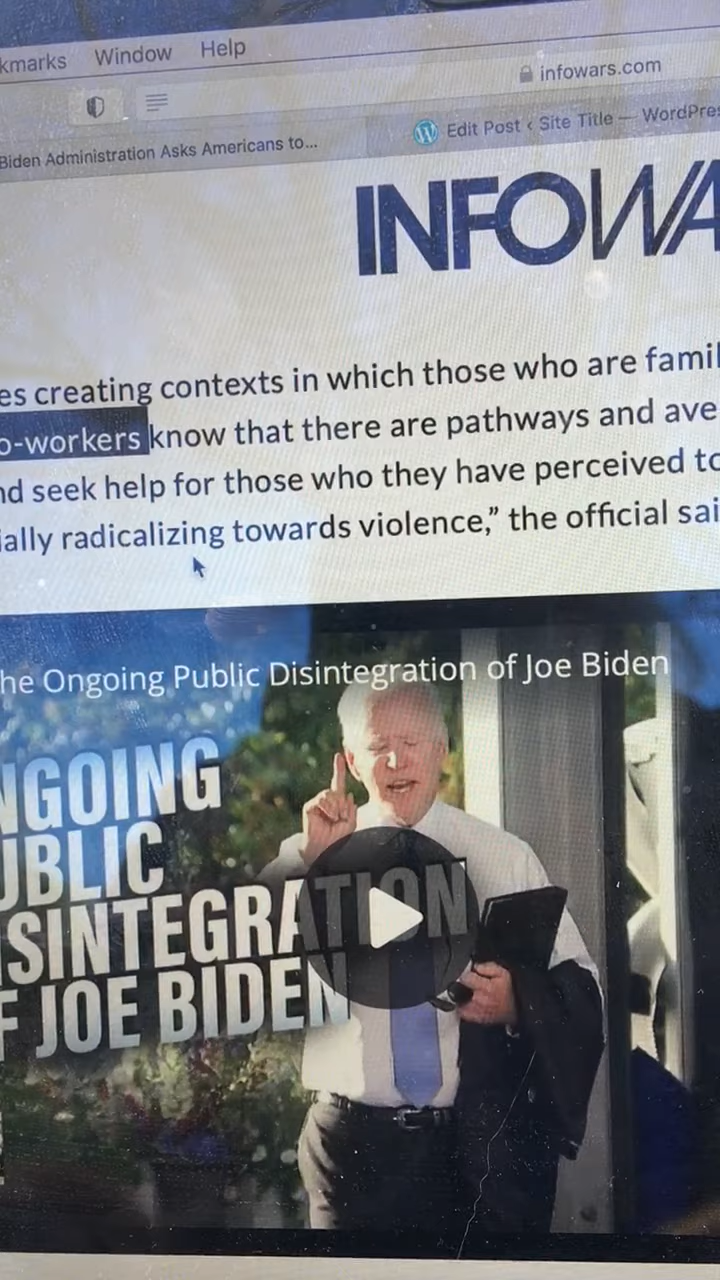 kmarks Window Help
infowars.com
Biden Administration Asks Americans to...
Edit Post ‹ Site Title — WordPres
INFOWA
es creating contexts in which those who are famil
o-workers know that there are pathways and ave
nd seek help for those who they have perceived to
ially radicalizing towards violence,” the official sai
he Ongoing Public Disintegration of Joe Biden
NGOING
UBLIC
SINTEGRATION
F JOE BIDEN